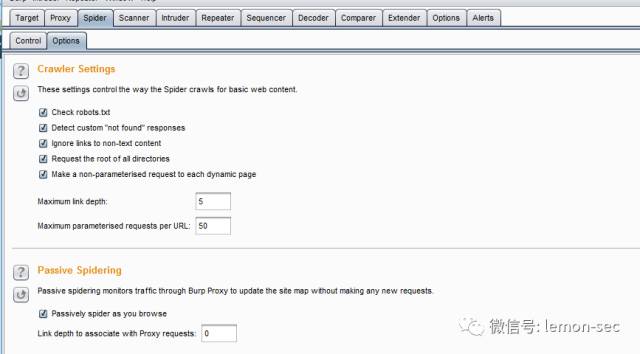 Target Proxy Spider Scanner Intruder Repeater Sequencer Decoder Comparer Extender Options Alerts
Control Options
? Crawler Settings
These settings control the way the Spider crawls for basic web content.
Check robots.txt
Detect custom "not found" responses
Ignore links to non-text content
Request the root of all directories
Make a non-parameterised request to each dynamic page
Maximum link depth: 5
Maximum parameterised requests per URL: 50
? Passive Spidering
Passive spidering monitors traffic through Burp Proxy to update the site map without making any new requests.
Passively spider as you browse
Link depth to associate with Proxy requests: 0
微信号: lemon-sec